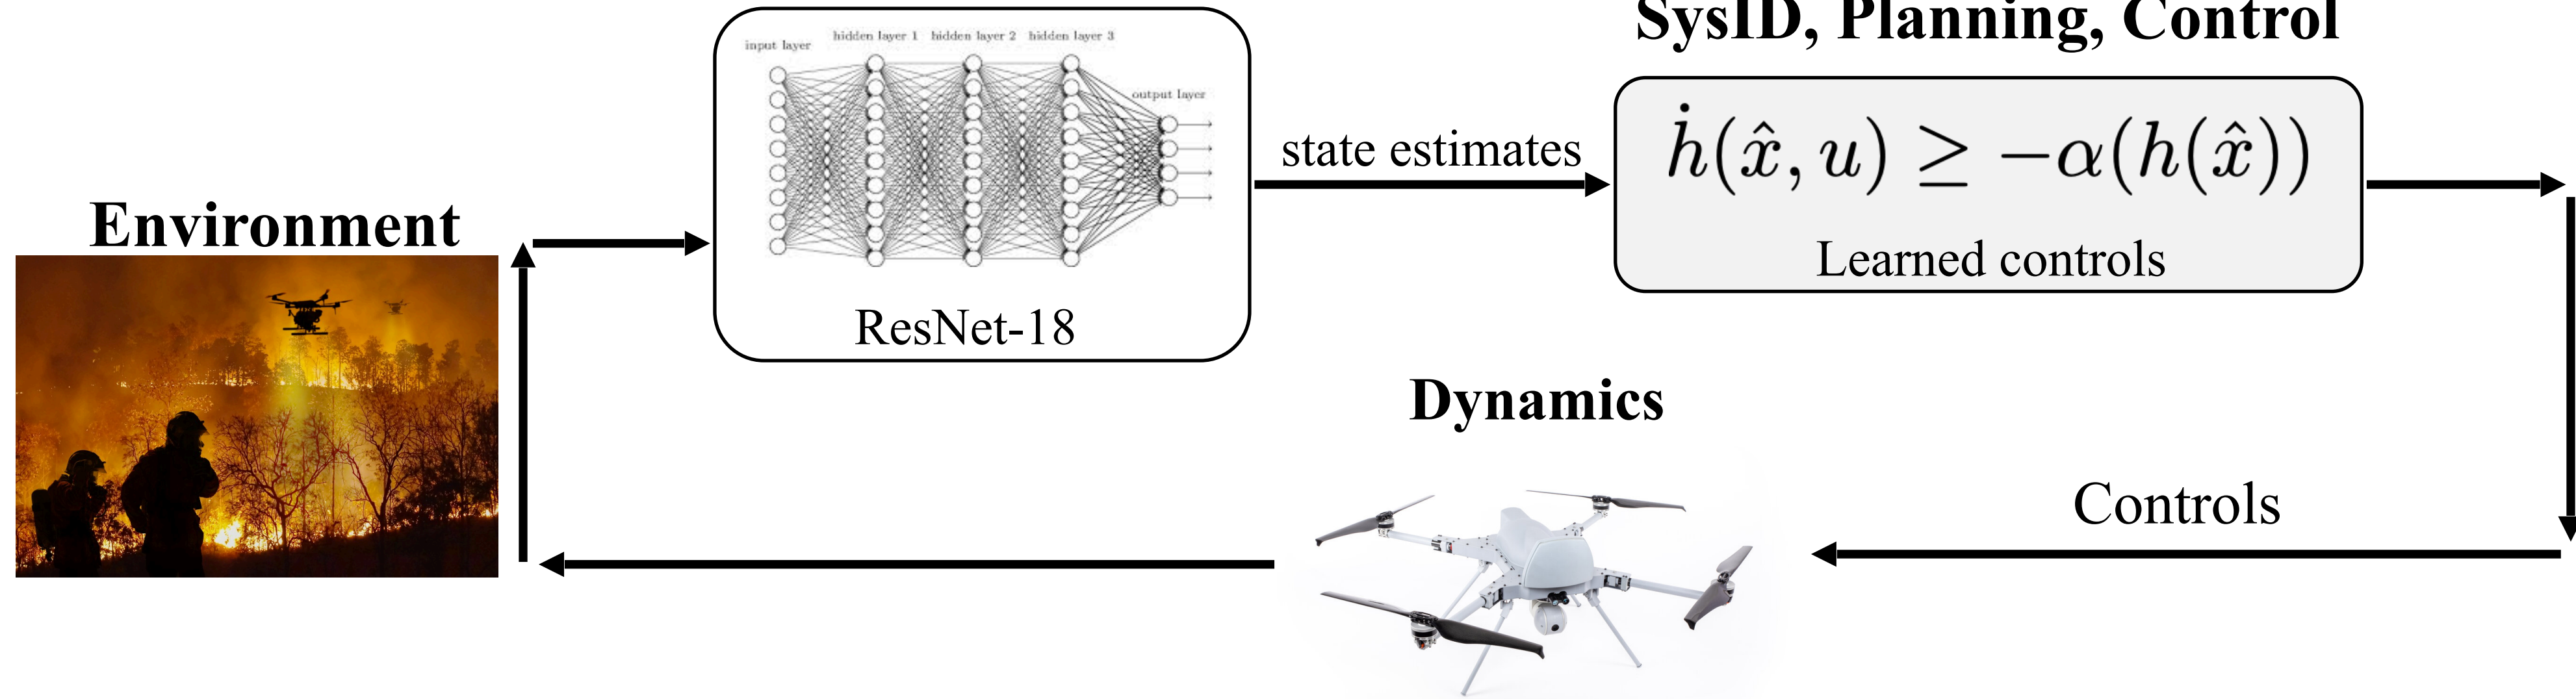 SysID, Planning, Control
input layer
hidden layer 1 hidden layer 2 hidden layer 3
output layer
ResNet-18
state estimates
ḣ(x̂, u) ≥ −α(h(x̂))
Learned controls
Environment
Dynamics
Controls